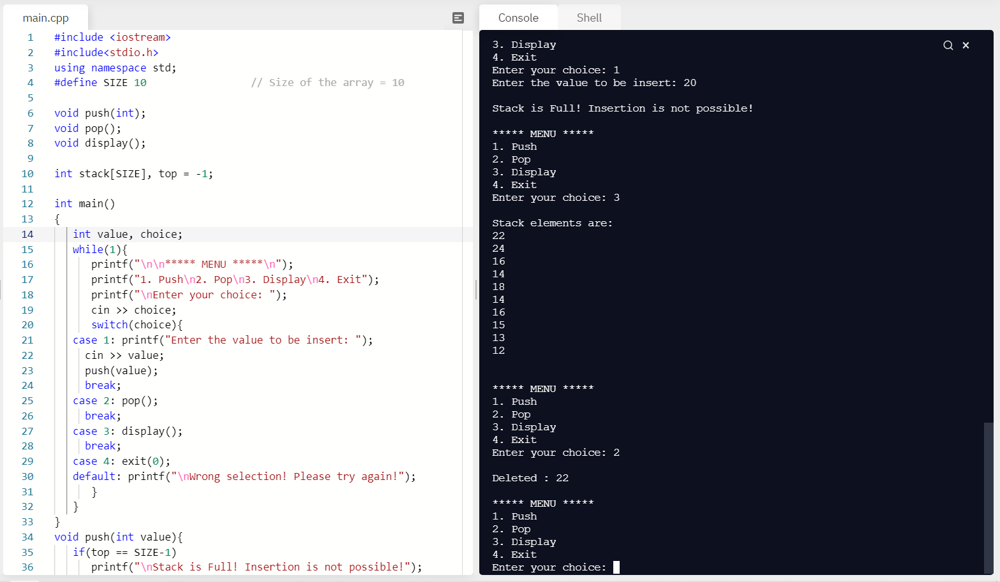 main.cpp
1 #include <iostream>
2 #include<stdio.h>
3 using namespace std;
4 #define SIZE 10                 // Size of the array = 10
5
6 void push(int);
7 void pop();
8 void display();
9
10 int stack[SIZE], top = -1;
11
12 int main()
13 {
14    int value, choice;
15    while(1){
16       printf("\n\n***** MENU *****\n");
17       printf("1. Push\n2. Pop\n3. Display\n4. Exit");
18       printf("\nEnter your choice: ");
19       cin >> choice;
20       switch(choice){
21    case 1: printf("Enter the value to be insert: ");
22      cin >> value;
23      push(value);
24      break;
25    case 2: pop();
26      break;
27    case 3: display();
28      break;
29    case 4: exit(0);
30    default: printf("\nWrong selection! Please try again!");
31       }
32    }
33 }
34 void push(int value){
35    if(top == SIZE-1)
36       printf("\nStack is Full! Insertion is not possible!");
Console Shell
3. Display
4. Exit
Enter your choice: 1
Enter the value to be insert: 20
Stack is Full! Insertion is not possible!
***** MENU *****
1. Push
2. Pop
3. Display
4. Exit
Enter your choice: 3
Stack elements are:
22
24
16
14
18
14
16
15
13
12
***** MENU *****
1. Push
2. Pop
3. Display
4. Exit
Enter your choice: 2
Deleted : 22
***** MENU *****
1. Push
2. Pop
3. Display
4. Exit
Enter your choice: